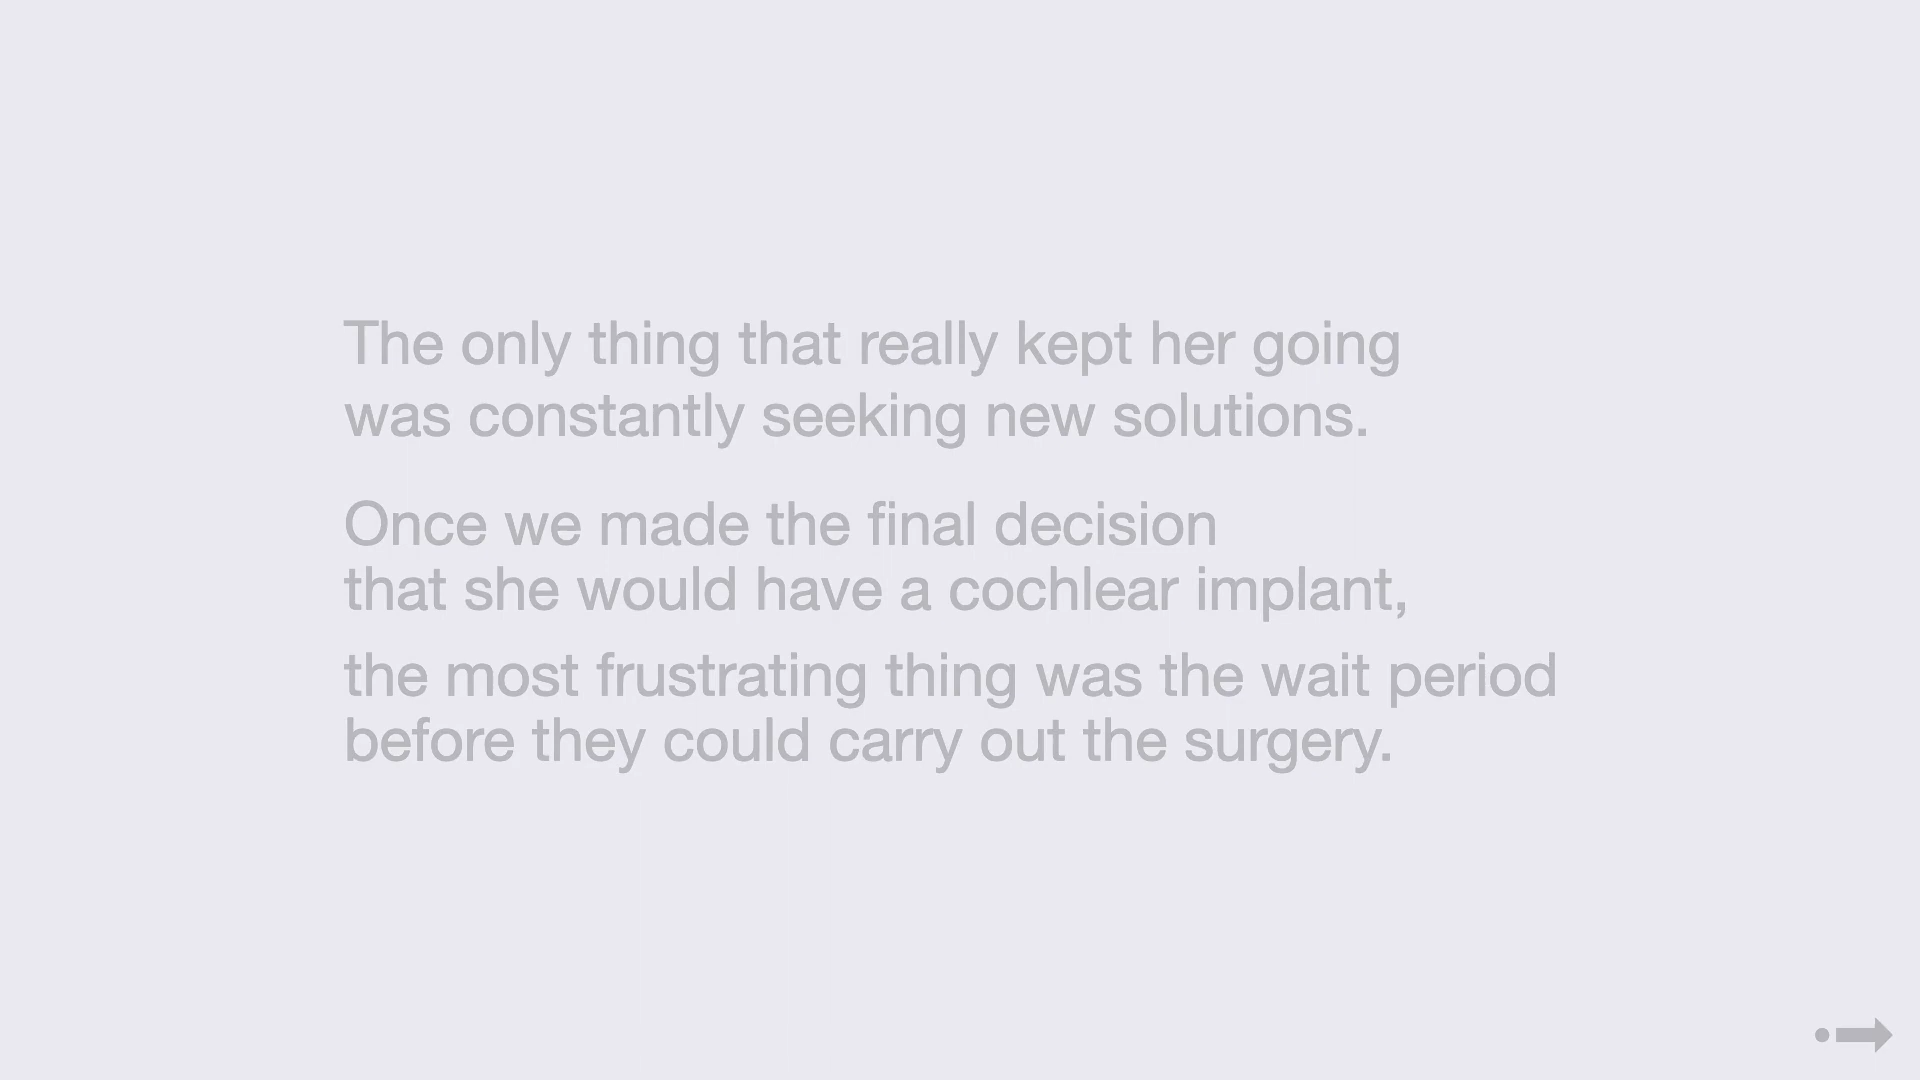 The only thing that really kept her going
was constantly seeking new solutions.
Once we made the final decision
that she would have a cochlear implant,
the most frustrating thing was the wait period
before they could carry out the surgery.